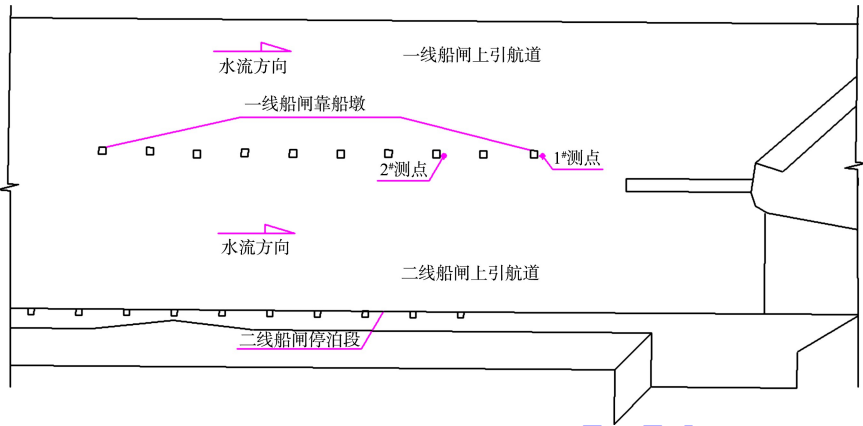 一线船闸上引航道
水流方向
一线船闸靠船墩
1#测点
2#测点
水流方向
二线船闸上引航道
二线船闸停泊段